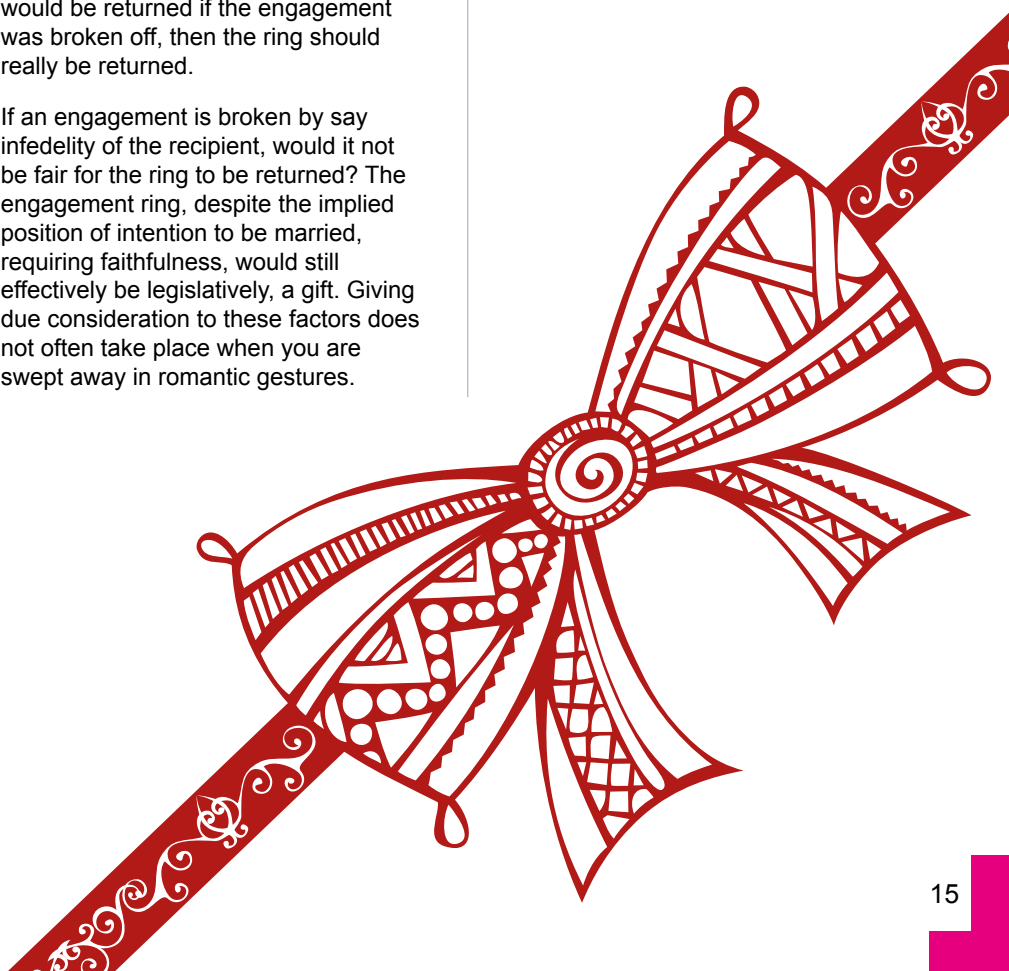 would be returned if the engagement
was broken off, then the ring should
really be returned.
If an engagement is broken by say
infedelity of the recipient, would it not
be fair for the ring to be returned? The
engagement ring, despite the implied
position of intention to be married,
requiring faithfulness, would still
effectively be legislatively, a gift. Giving
due consideration to these factors does
not often take place when you are
swept away in romantic gestures.
15